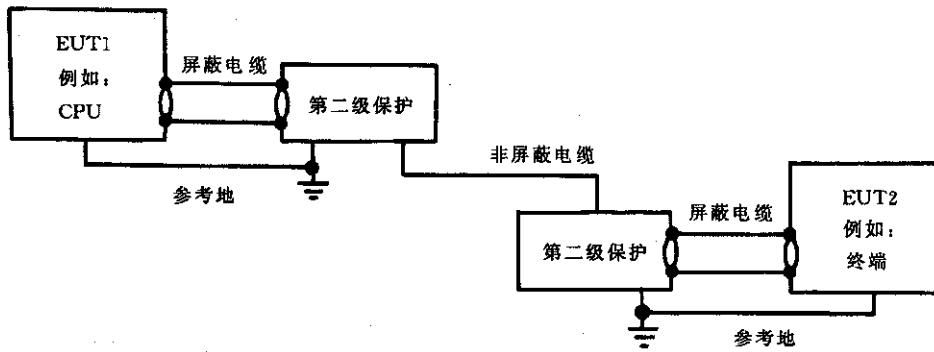 EUT1
例如：
CPU
屏蔽电缆
第二级保护
参考地
非屏蔽电缆
第二级保护
屏蔽电缆
EUT2
例如：
终端
参考地